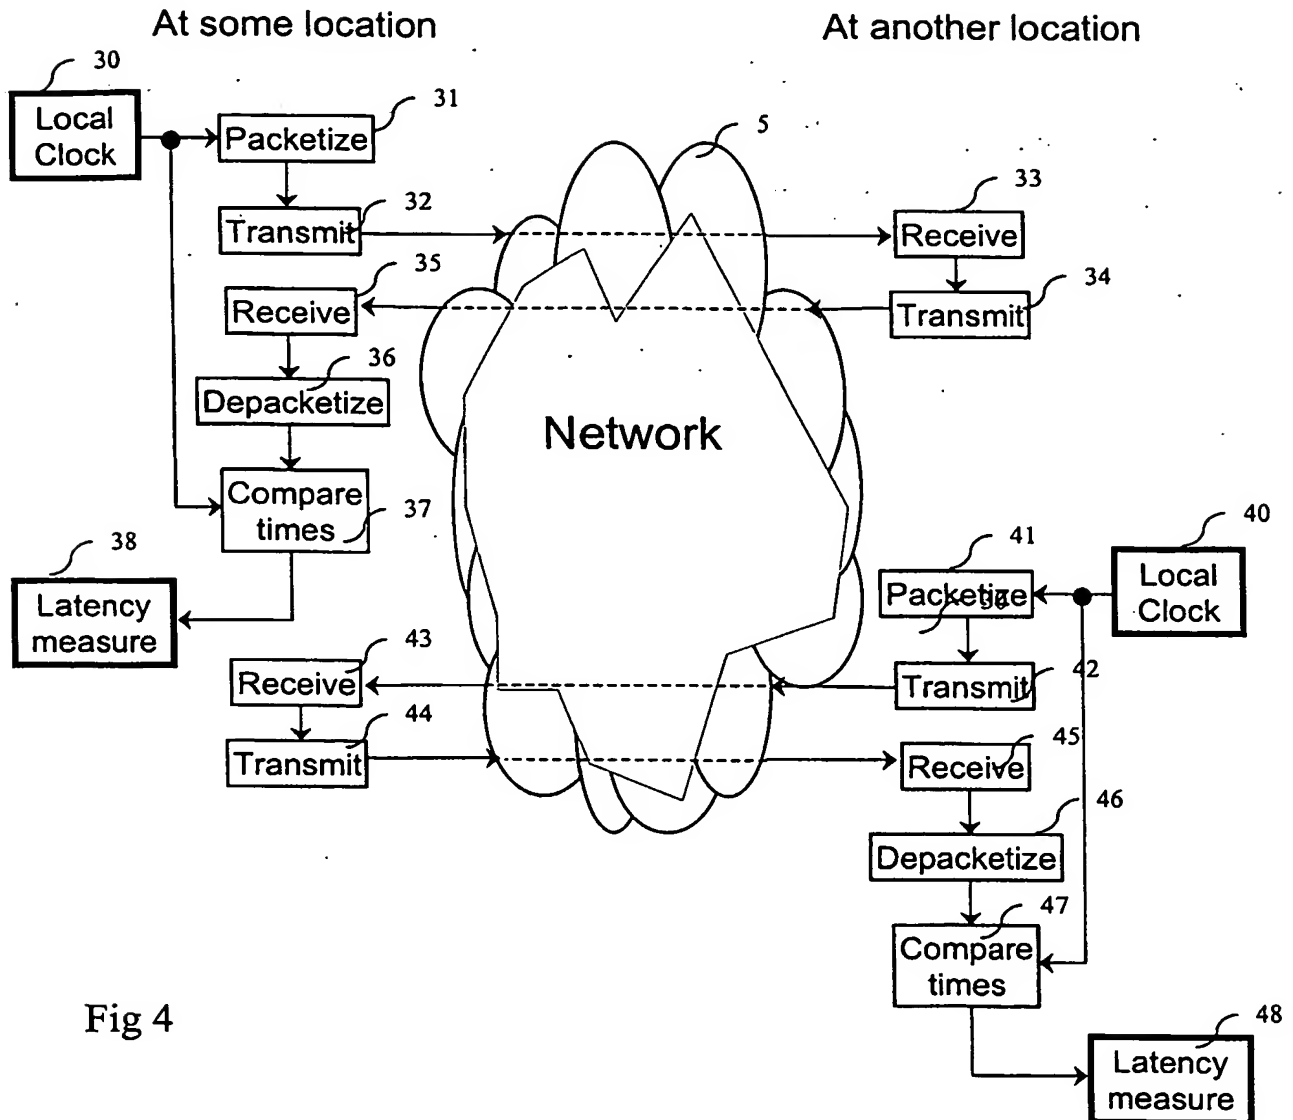 At some location
At another location
30
Local
Clock
31
Packetize
5
32
Transmit
33
Receive
35
Receive
34
Transmit
36
Depacketize
Network
Compare
times
37
38
Latency
measure
40
Local
Clock
41
Packetize
43
Receive
42
Transmit
44
Transmit
45
Receive
46
Depacketize
47
Compare
times
Fig 4
48
Latency
measure